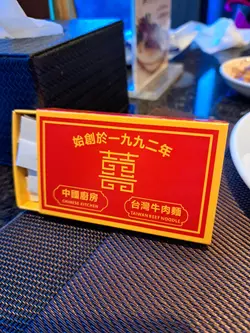 始創於一九九二年
囍
中國廚房
CHINESE KITCHEN
台灣牛肉麵
TAIWAN BEEF NOODLE